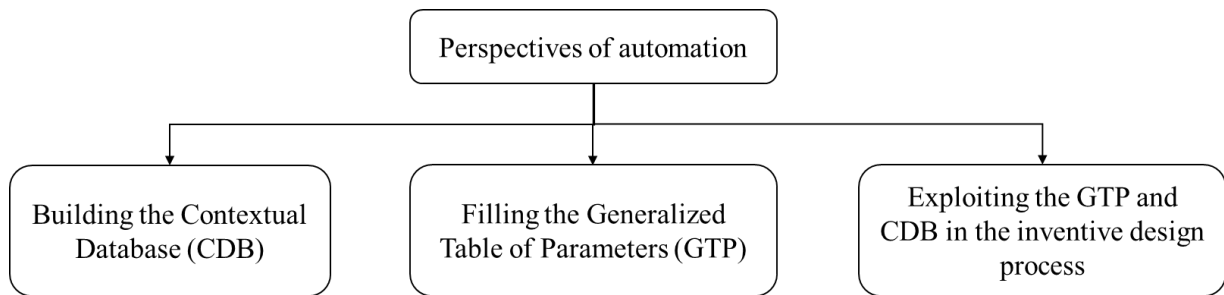 Perspectives of automation
Building the Contextual
Database (CDB)
Filling the Generalized
Table of Parameters (GTP)
Exploiting the GTP and
CDB in the inventive design
process